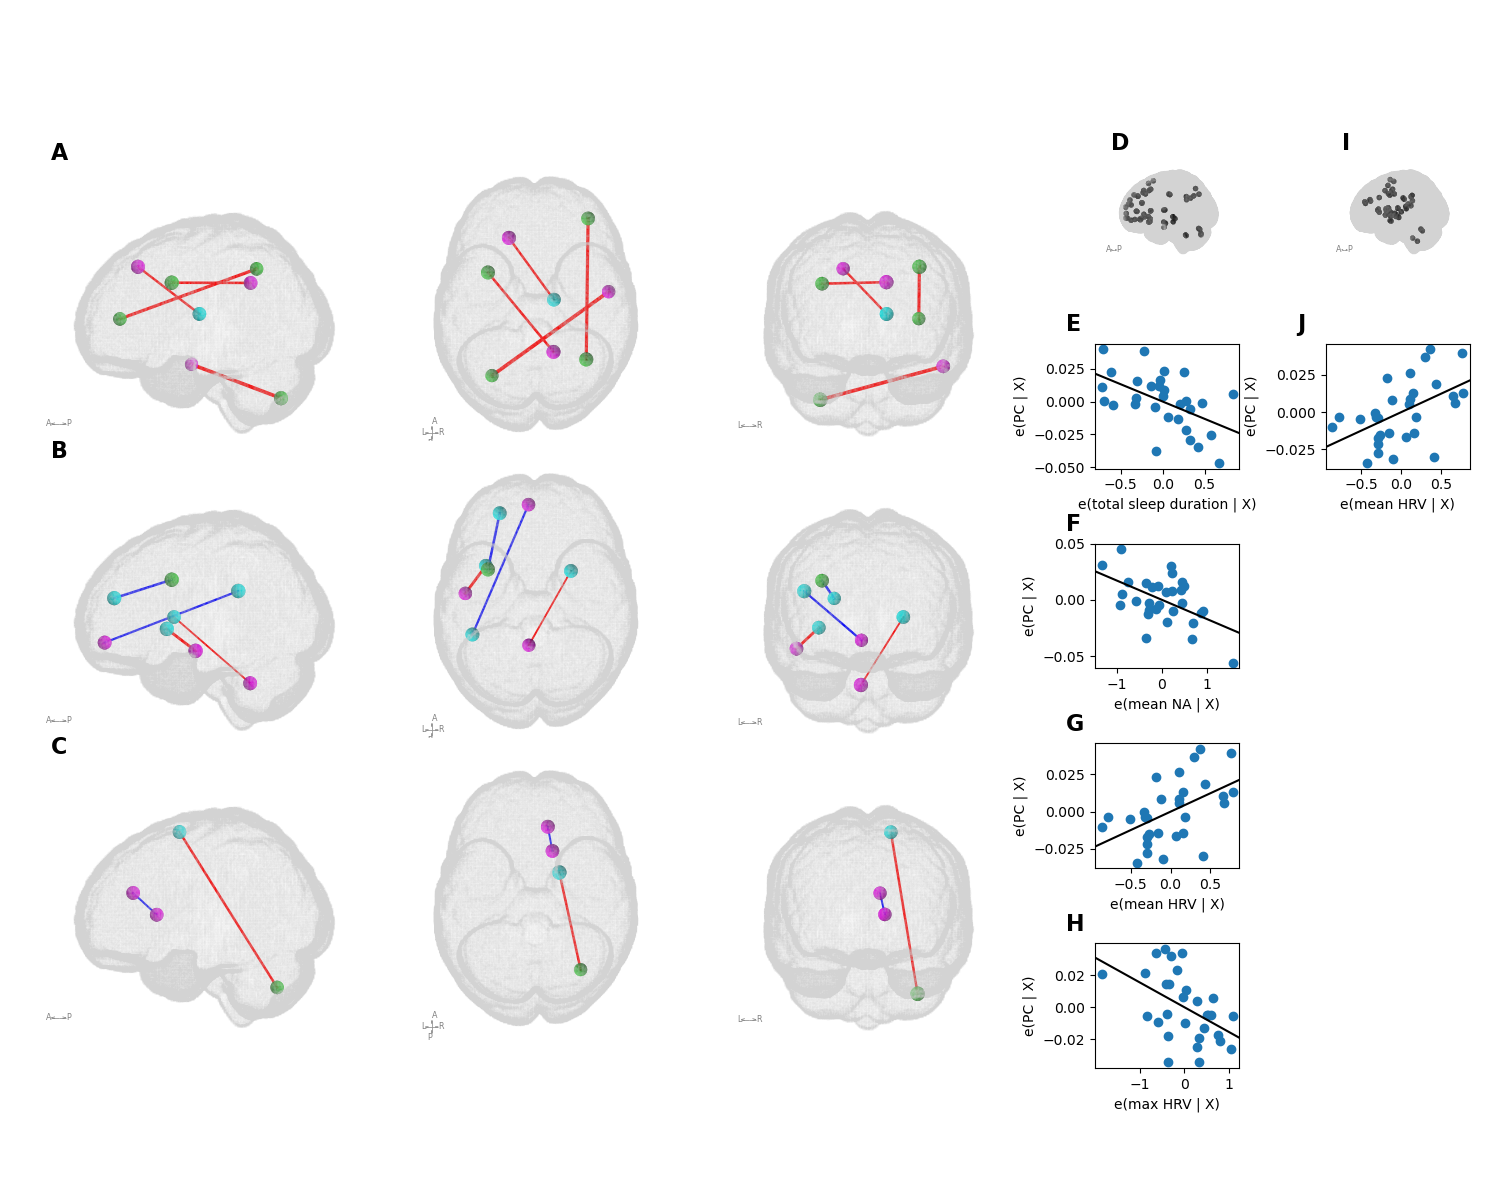 A
D
I
A P
A P
E
J
0.025
0.000
−0.025
−0.050
e(PC | X)
−0.5 0.0 0.5
e(total sleep duration | X)
0.025
0.000
−0.025
e(PC | X)
−0.5 0.0 0.5
e(mean HRV | X)
A P
A
L R
L R
B
F
0.05
0.00
−0.05
e(PC | X)
−1 0 1
e(mean NA | X)
A P
A
L R
L R
C
G
0.025
0.000
−0.025
e(PC | X)
−0.5 0.0 0.5
e(mean HRV | X)
H
0.02
0.00
−0.02
e(PC | X)
−1 0 1
e(max HRV | X)
A P
A
L R
P
L R